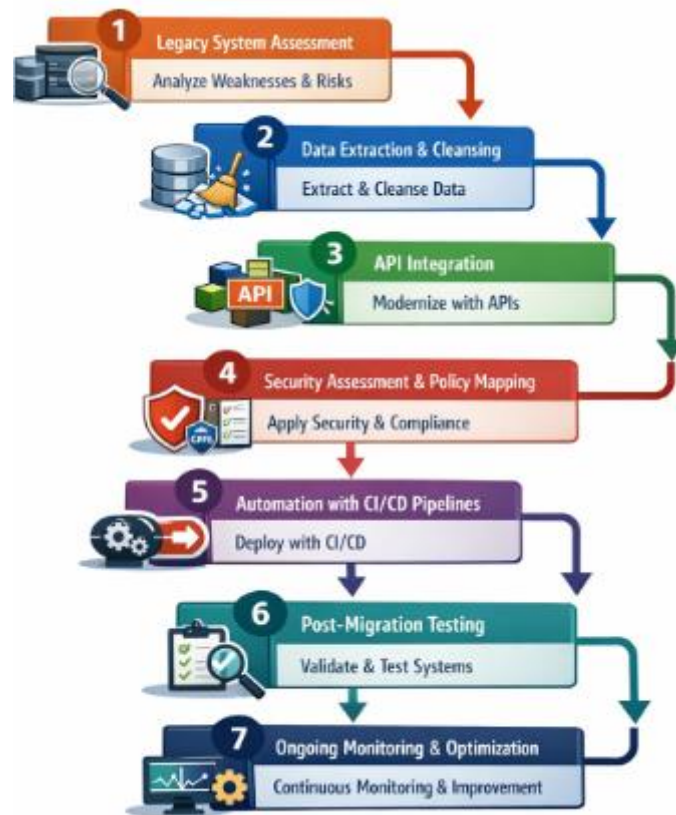 1
Legacy System Assessment
Analyze Weaknesses & Risks
2
Data Extraction & Cleansing
Extract & Cleanse Data
3
API Integration
API
Modernize with APIs
4
Security Assessment & Policy Mapping
Apply Security & Compliance
5
Automation with CI/CD Pipelines
Deploy with CI/CD
6
Post-Migration Testing
Validate & Test Systems
7
Ongoing Monitoring & Optimization
Continuous Monitoring & Improvement